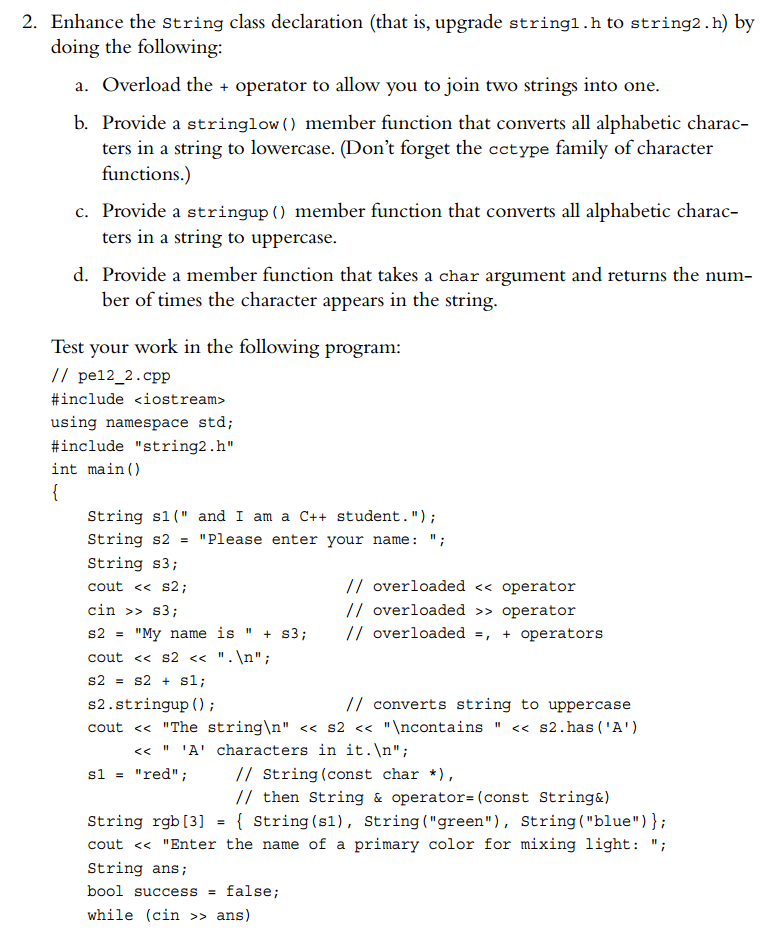 2. Enhance the String class declaration (that is, upgrade string1.h to string2.h) by
doing the following:
a. Overload the + operator to allow you to join two strings into one.
b. Provide a stringlow() member function that converts all alphabetic charac-
ters in a string to lowercase. (Don’t forget the cctype family of character
functions.)
c. Provide a stringup() member function that converts all alphabetic charac-
ters in a string to uppercase.
d. Provide a member function that takes a char argument and returns the num-
ber of times the character appears in the string.
Test your work in the following program:
// pe12_2.cpp
#include <iostream>
using namespace std;
#include "string2.h"
int main()
{
    String s1(" and I am a C++ student.");
    String s2 = "Please enter your name: ";
    String s3;
    cout << s2;                 // overloaded << operator
    cin >> s3;                  // overloaded >> operator
    s2 = "My name is " + s3;    // overloaded =, + operators
    cout << s2 << ".\n";
    s2 = s2 + s1;
    s2.stringup();              // converts string to uppercase
    cout << "The string\n" << s2 << "\ncontains " << s2.has('A')
         << " 'A' characters in it.\n";
    s1 = "red";     // String(const char *),
                    // then String & operator=(const String&)
    String rgb[3] = { String(s1), String("green"), String("blue")};
    cout << "Enter the name of a primary color for mixing light: ";
    String ans;
    bool success = false;
    while (cin >> ans)